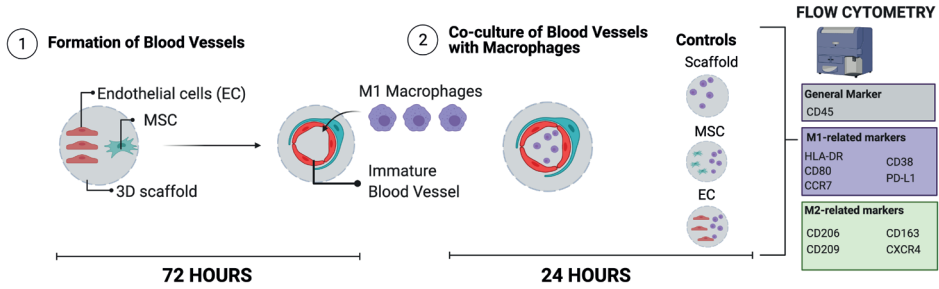 1
Formation of Blood Vessels
Endothelial cells (EC)
MSC
3D scaffold
72 HOURS
M1 Macrophages
Immature
Blood Vessel
2
Co-culture of Blood Vessels
with Macrophages
24 HOURS
Controls
Scaffold
MSC
EC
FLOW CYTOMETRY
General Marker
CD45
M1-related markers
HLA-DR
CD80
CCR7
CD38
PD-L1
M2-related markers
CD206
CD209
CD163
CXCR4